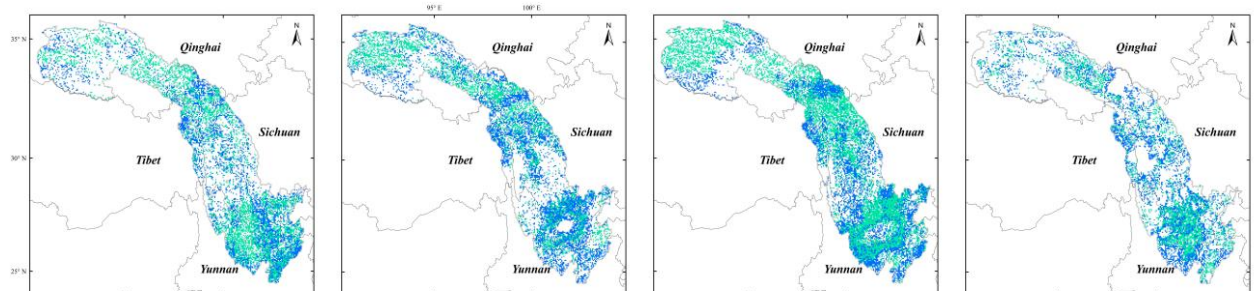 95° E 100° E
35° N
30° N
25° N
N
Qinghai
Sichuan
Tibet
Yunnan
N
Qinghai
Sichuan
Tibet
Yunnan
N
Qinghai
Sichuan
Tibet
Yunnan
N
Qinghai
Sichuan
Tibet
Yunnan